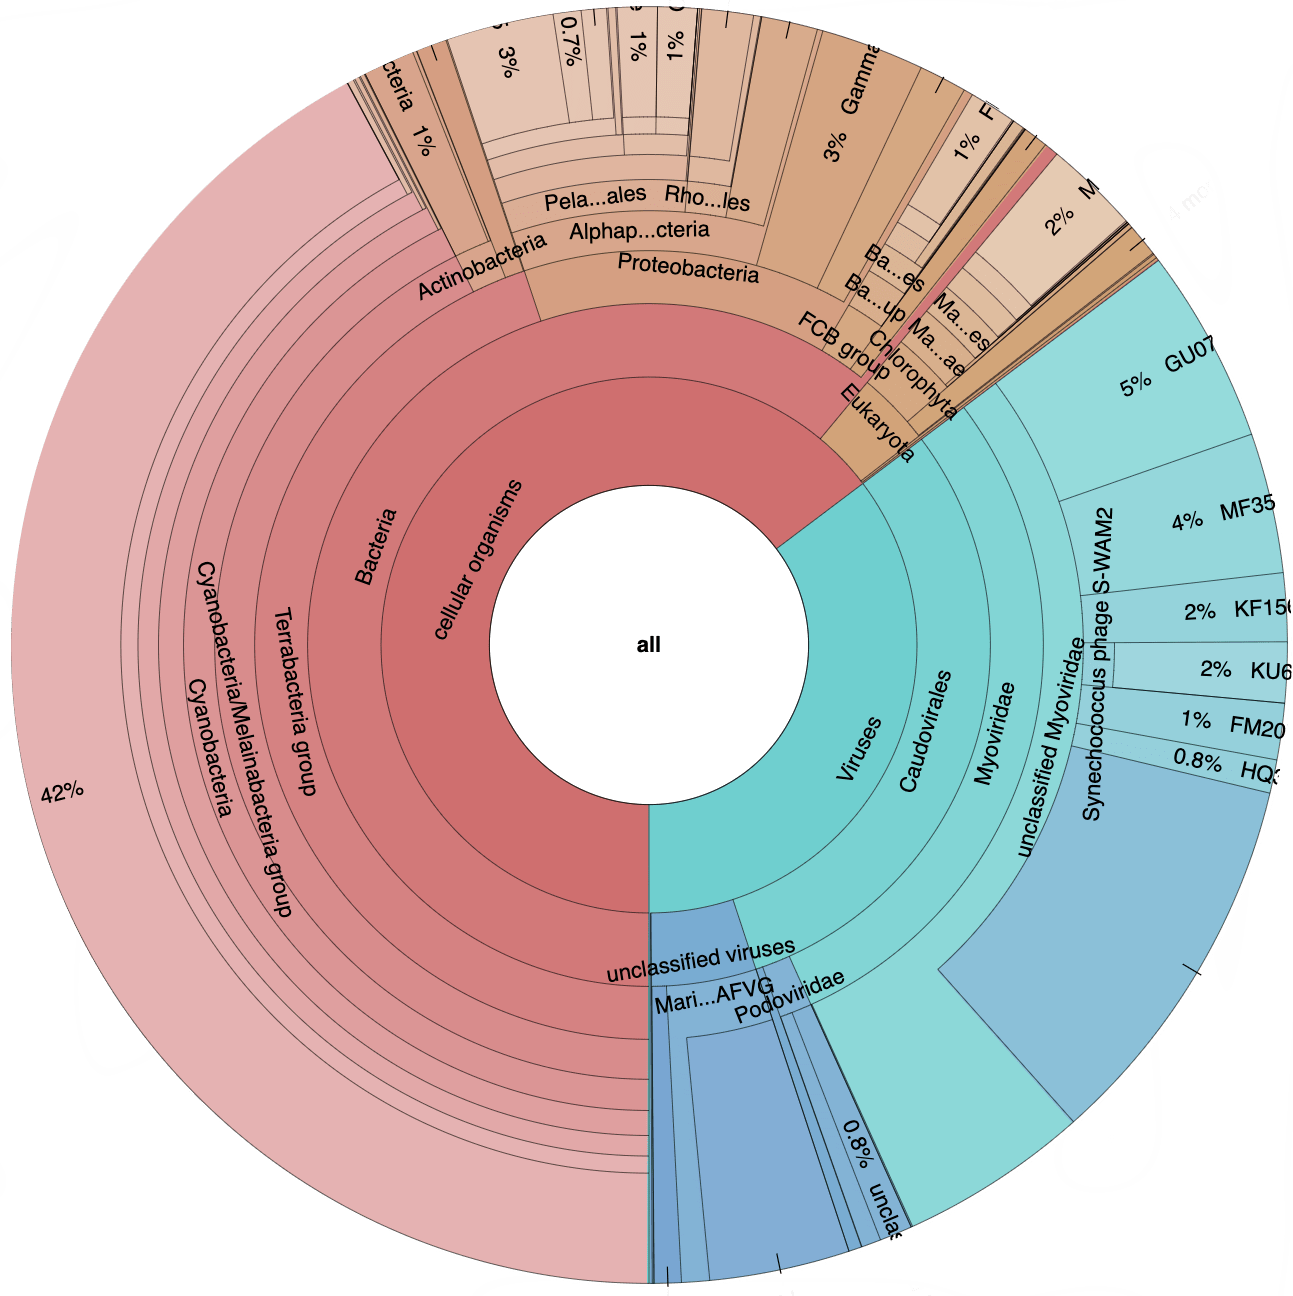 3%
0.7%
1%
1%
cteria 1%
3% Gamma
1% F
2% M
Pela...ales
Rho...les
Alphap...cteria
Actinobacteria
Proteobacteria
Ba...es
Ba...up
FCB group
Ma...es
Ma...ae
Chlorophyta
Eukaryota
5% GU07
4% MF35
2% KF156
2% KU6
1% FM20
0.8% HQ3
Synechococcus phage S-WAM2
cellular organisms
Bacteria
Terrabacteria group
Cyanobacteria/Melainabacteria group
Cyanobacteria
42%
all
Viruses
Caudovirales
Myoviridae
unclassified Myoviridae
unclassified viruses
Mari...AFVG
Podoviridae
0.8% unclas